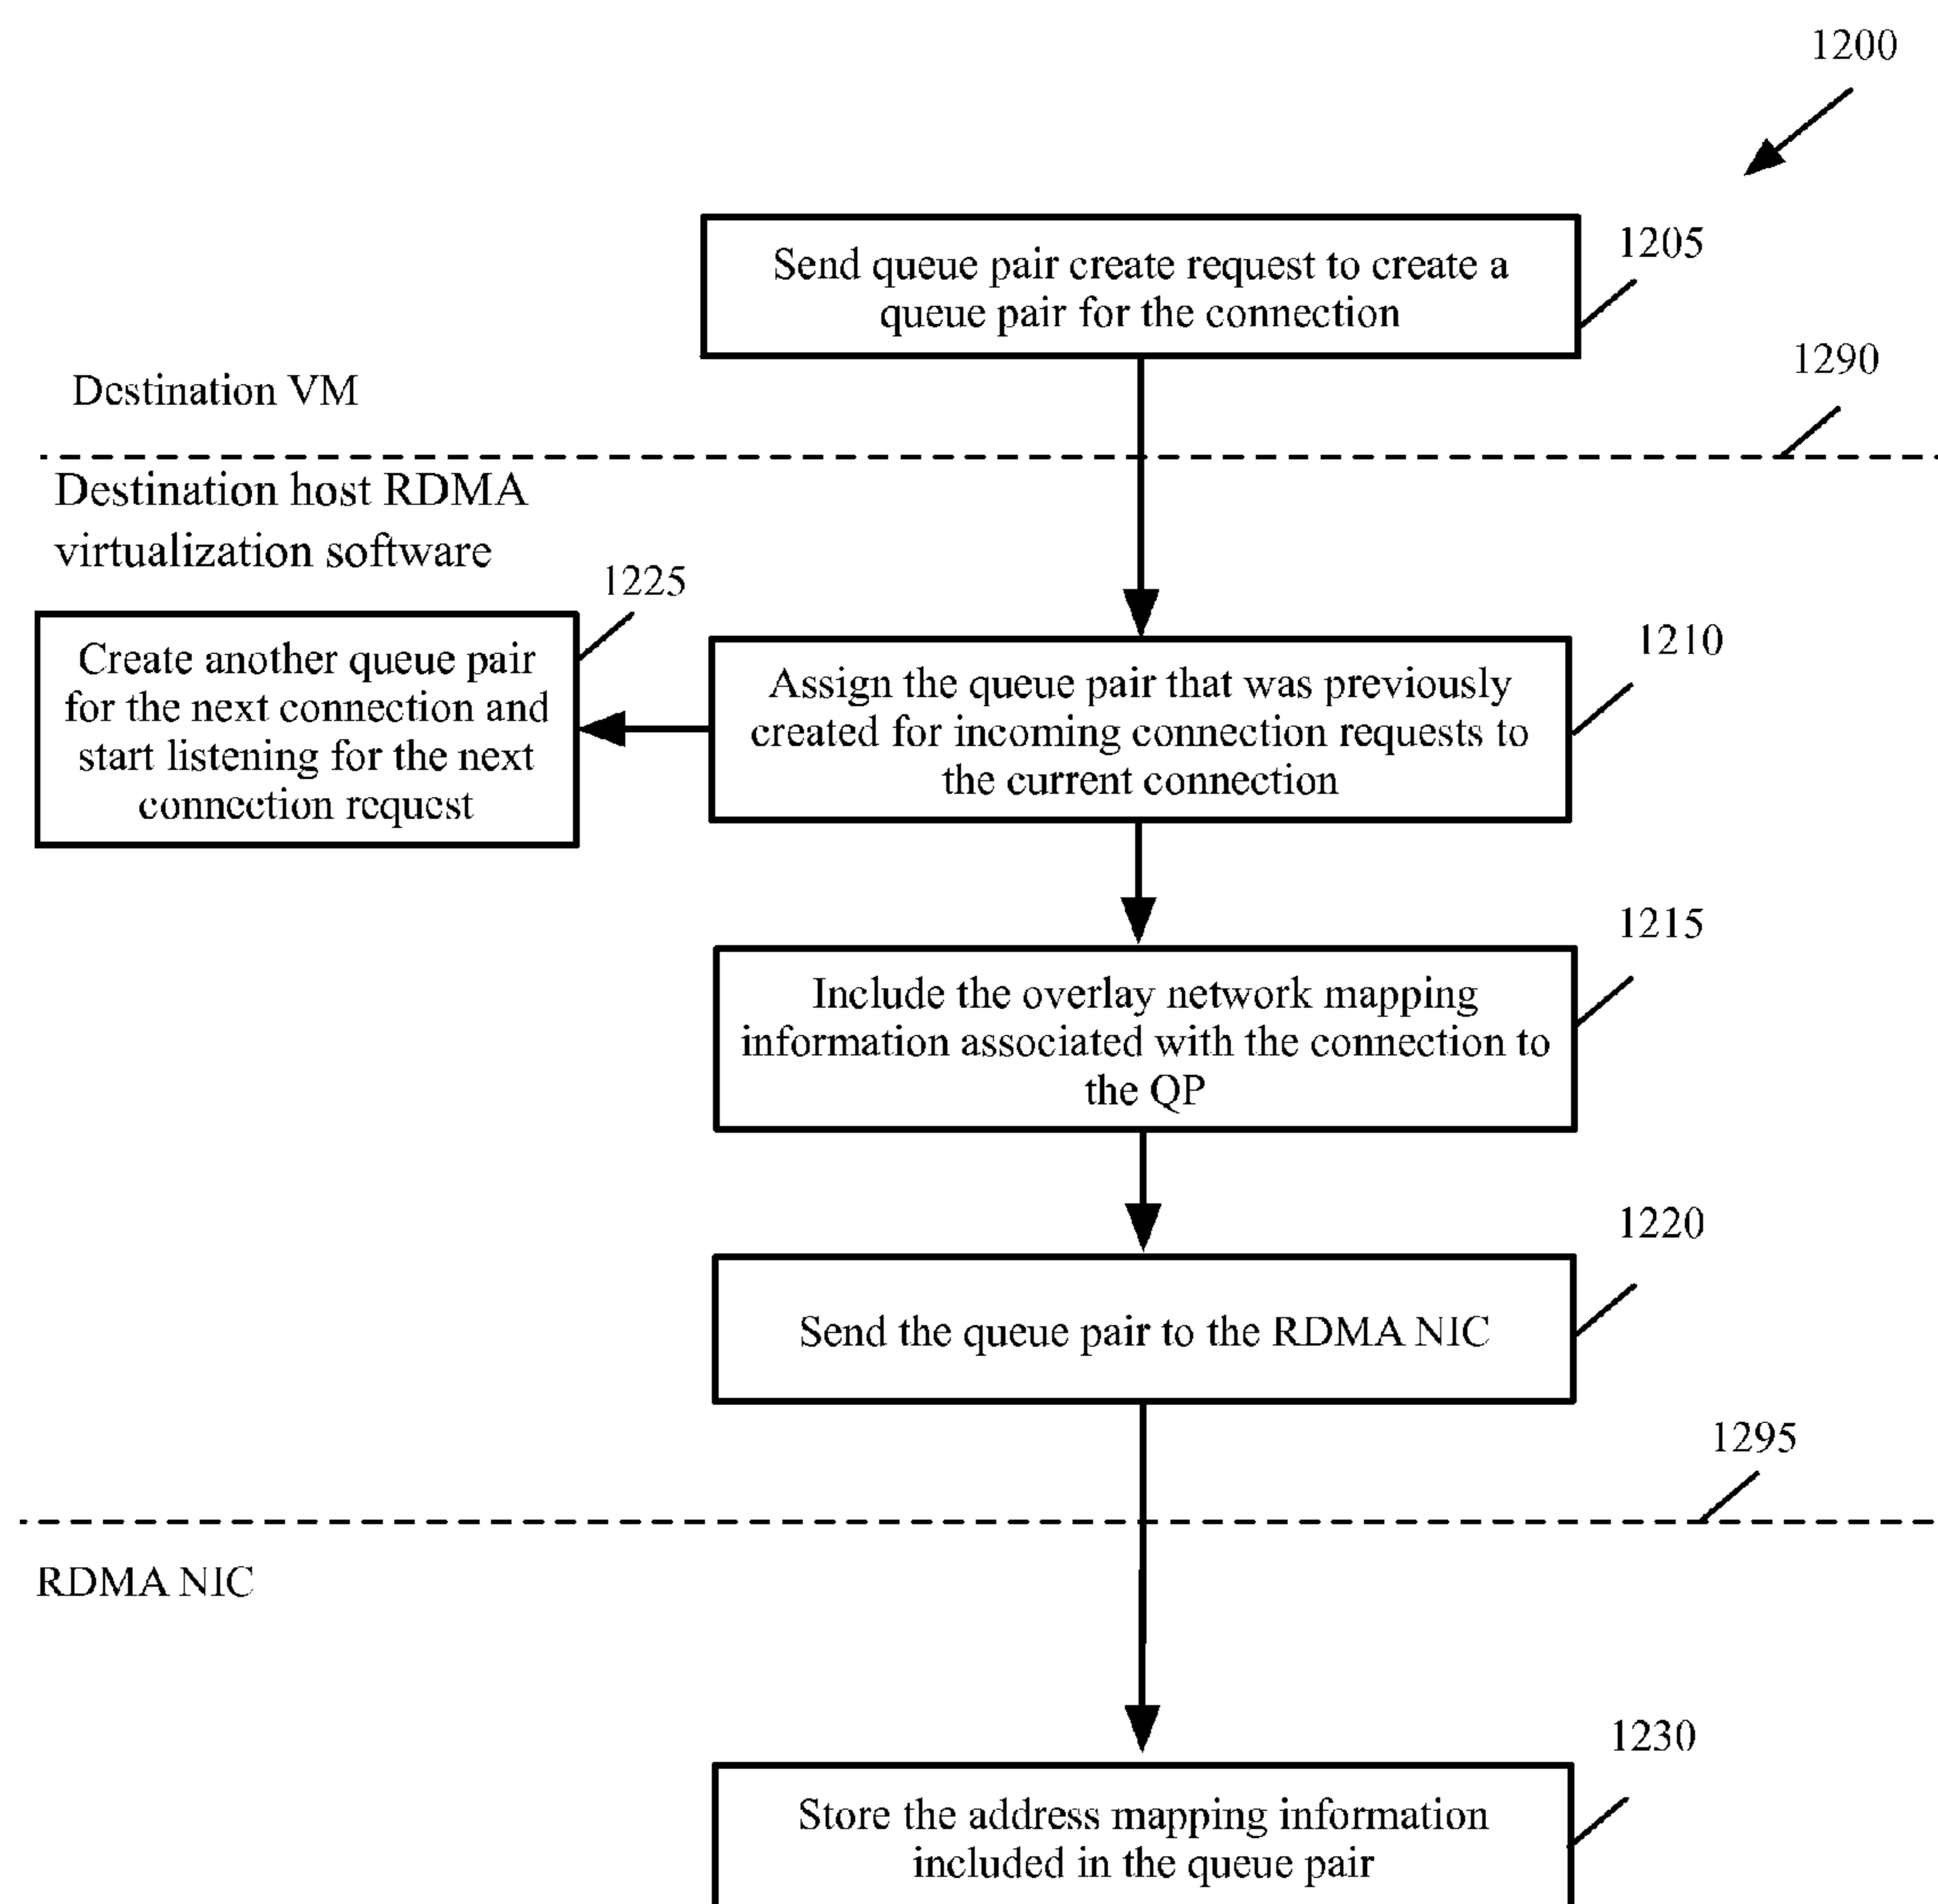 1200
Send queue pair create request to create a
queue pair for the connection
1205
1290
Destination VM
Destination host RDMA
virtualization software
1225
Create another queue pair
for the next connection and
start listening for the next
connection request
1210
Assign the queue pair that was previously
created for incoming connection requests to
the current connection
1215
Include the overlay network mapping
information associated with the connection to
the QP
1220
Send the queue pair to the RDMA NIC
1295
RDMA NIC
1230
Store the address mapping information
included in the queue pair